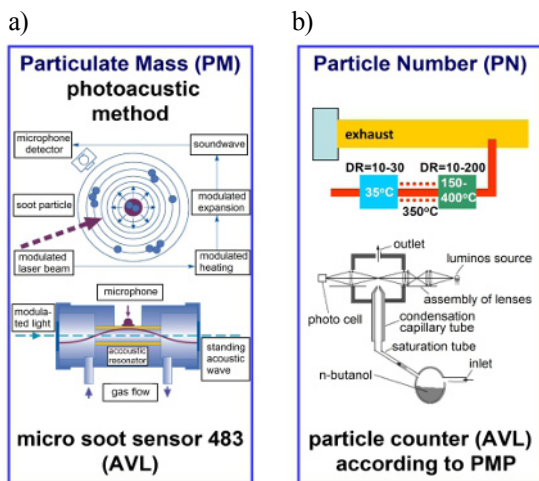 a)
Particulate Mass (PM)
photoacustic
method
microphone
detector
soundwave
soot particle
modulated
expansion
modulated
laser beam
modulated
heating
microphone
modula-
ted light
accoustic
resonator
standing
acoustic
wave
gas flow
micro soot sensor 483
(AVL)
b)
Particle Number (PN)
exhaust
DR=10-30
DR=10-200
35ºC
150-
400ºC
350ºC
outlet
luminos source
photo cell
assembly of lenses
condensation
capillary tube
saturation tube
inlet
n-butanol
particle counter (AVL)
according to PMP